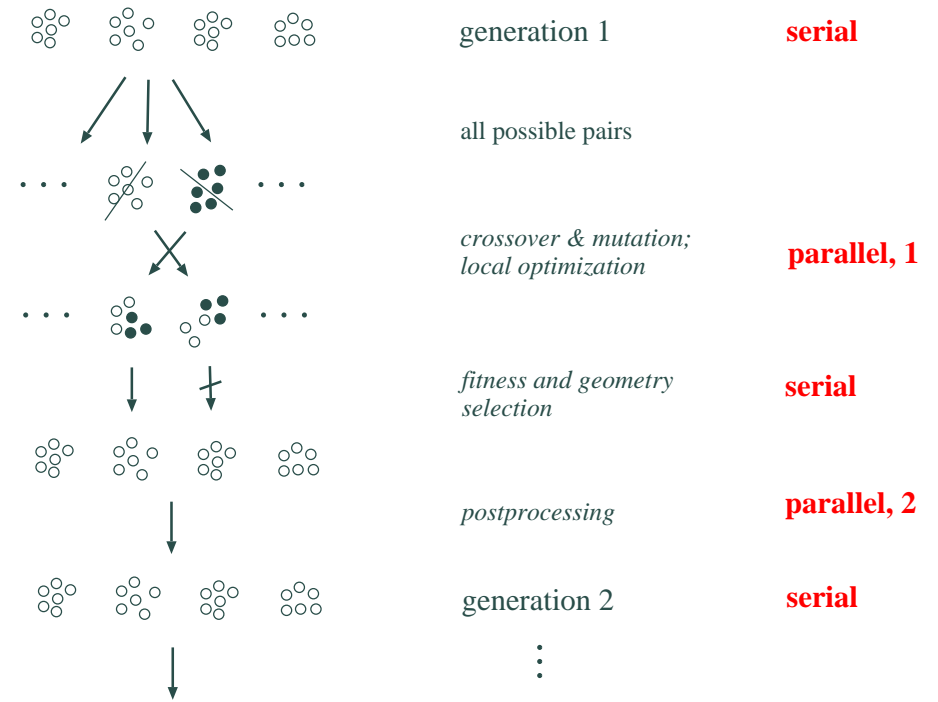 generation 1 serial
all possible pairs
crossover & mutation;
local optimization
parallel, 1
fitness and geometry
selection
serial
postprocessing
parallel, 2
generation 2 serial